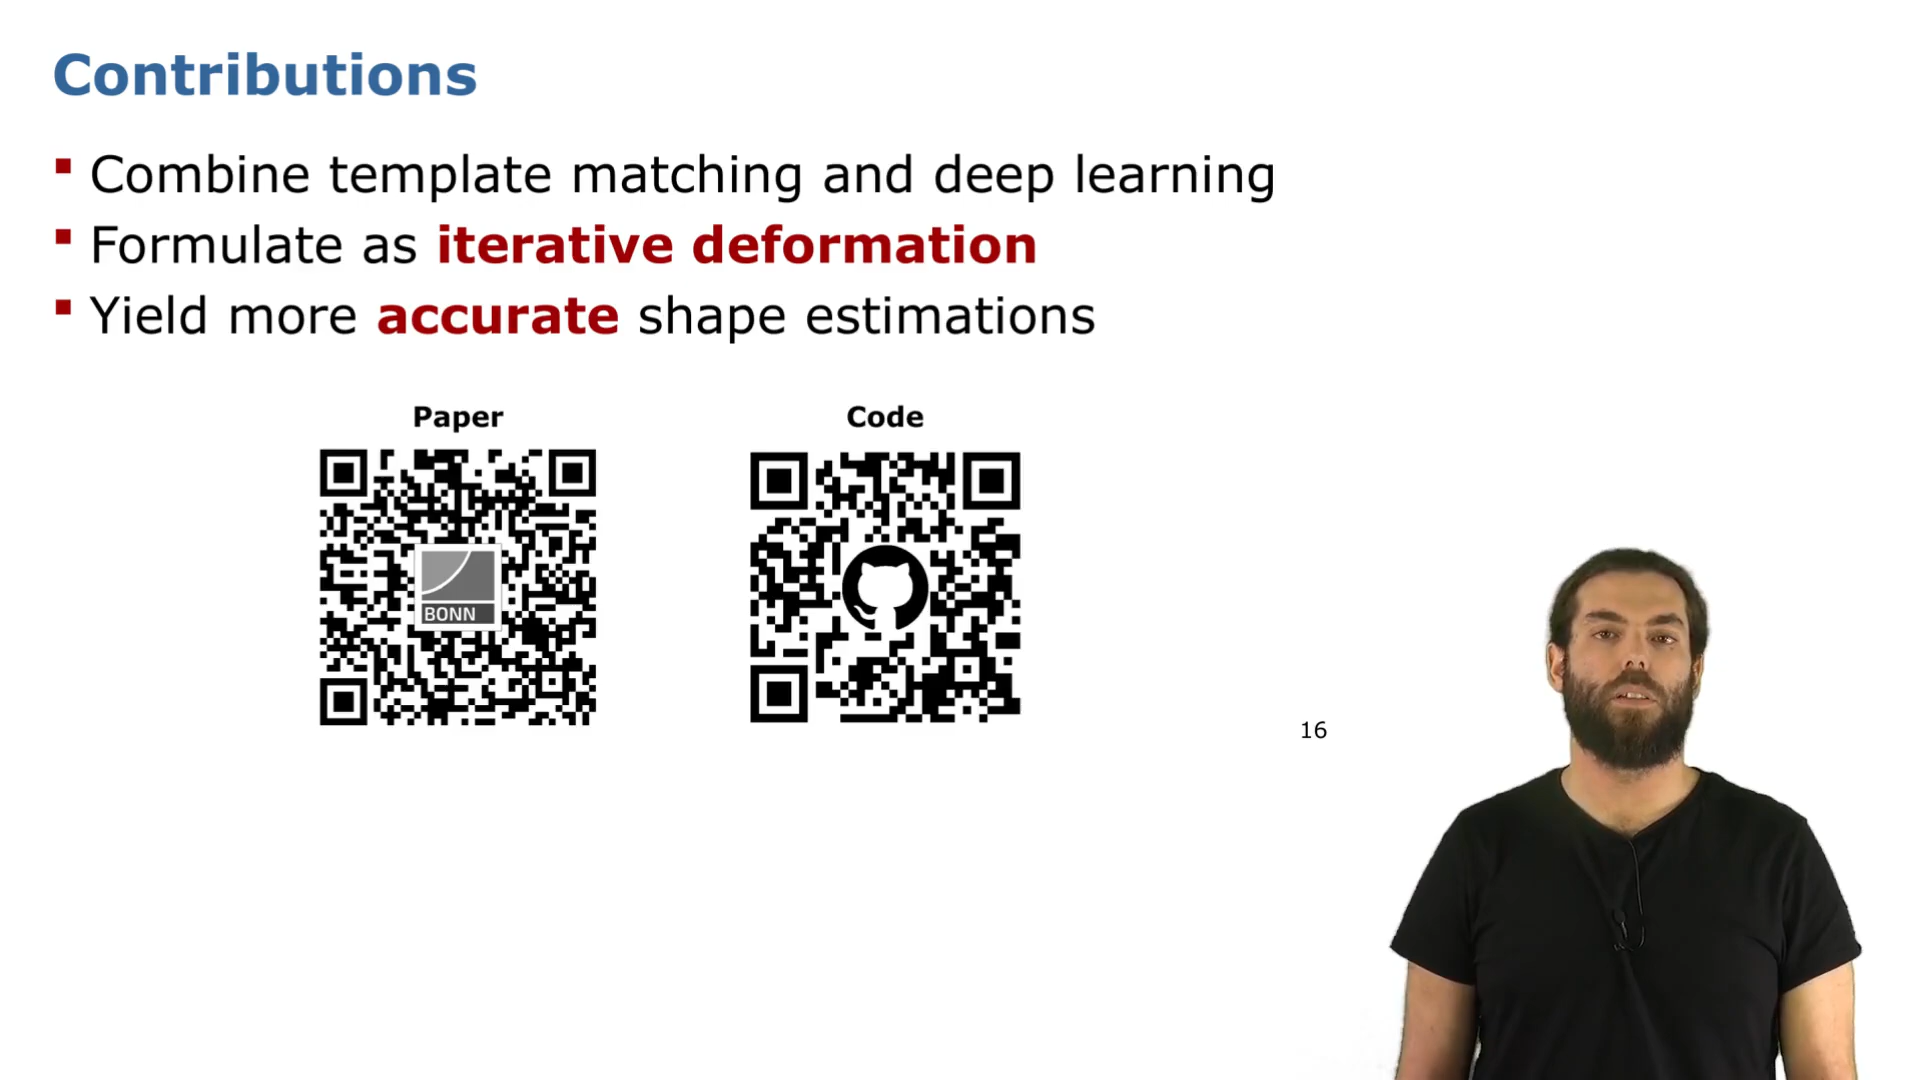 Contributions
Combine template matching and deep learning
Formulate as iterative deformation
Yield more accurate shape estimations
Paper
Code
BONN
16